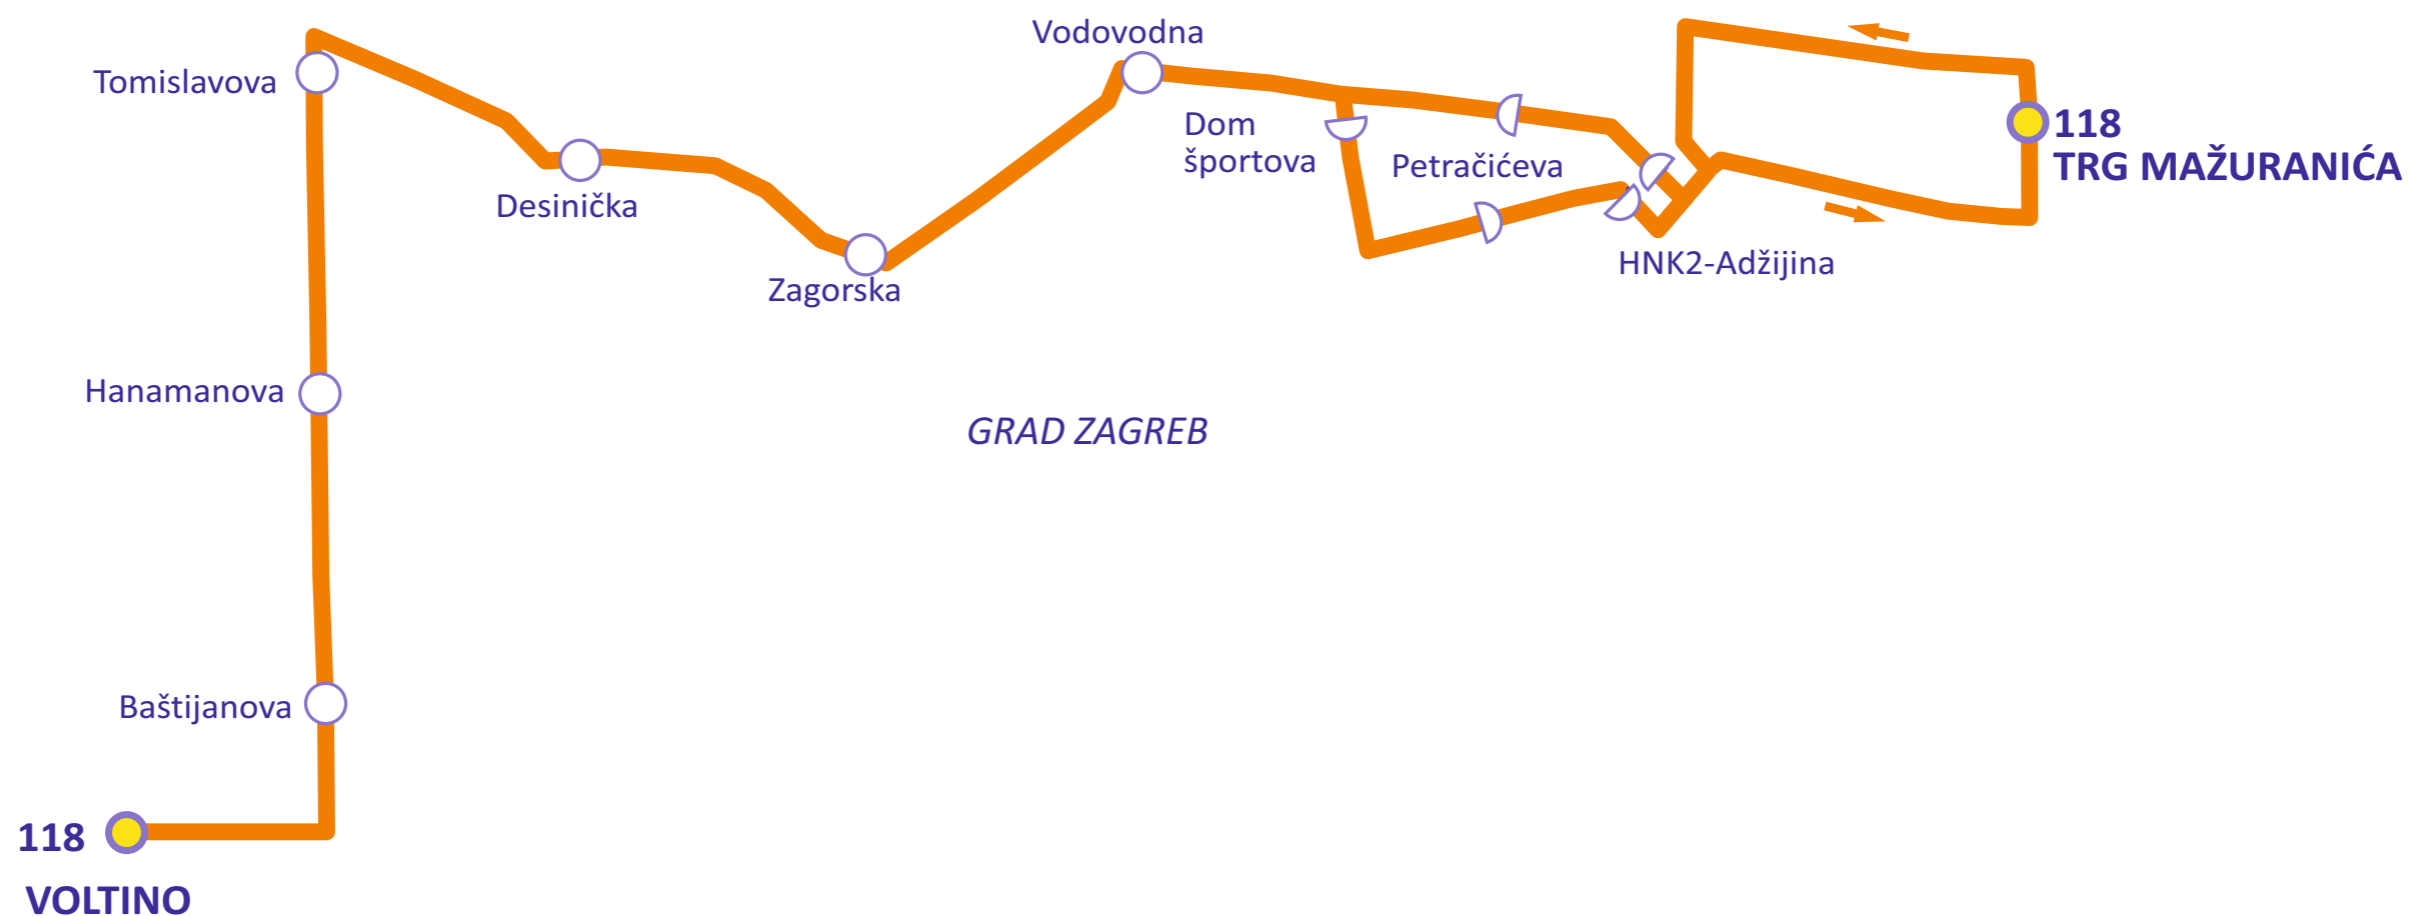 Vodovodna
Tomislavova
Dom
športova
118
TRG MAŽURANIĆA
Petračićeva
Desinička
HNK2-Adžijina
Zagorska
Hanamanova
GRAD ZAGREB
Baštijanova
118
VOLTINO